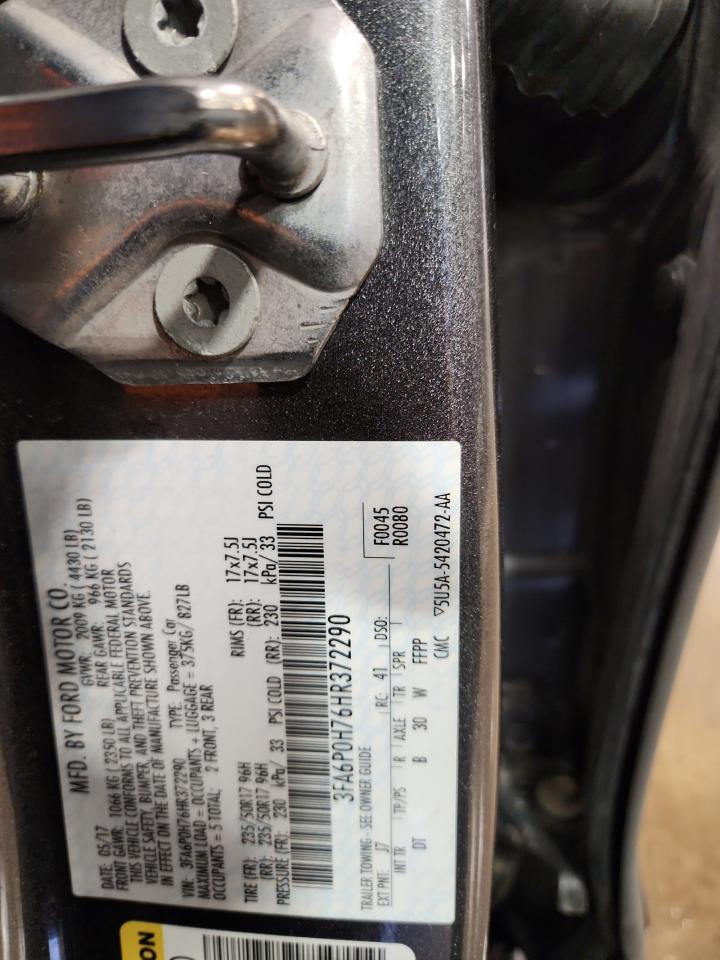 MFD. BY FORD MOTOR CO.
DATE: 05/17 GVWR: 2009 KG ( 4430 LB)
FRONT GAWR: 1066 KG ( 2350 LB) REAR GAWR: 966 KG ( 2130 LB)
THIS VEHICLE CONFORMS TO ALL APPLICABLE FEDERAL MOTOR
VEHICLE SAFETY, BUMPER, AND THEFT PREVENTION STANDARDS
IN EFFECT ON THE DATE OF MANUFACTURE SHOWN ABOVE.
VIN: 3FA6P0H76HR372290 TYPE: Passenger Car
MAXIMUM LOAD = OCCUPANTS + LUGGAGE = 375KG/ 827LB
OCCUPANTS = 5 TOTAL: 2 FRONT, 3 REAR
TIRE (FR): 235/50R17 96H RIMS (FR): 17x7.5J
(RR): 235/50R17 96H (RR): 17x7.5J
PRESSURE (FR): 230 kPa/ 33 PSI COLD (RR): 230 kPa/ 33 PSI COLD
3FA6P0H76HR372290
TRAILER TOWING - SEE OWNER GUIDE F0045
EXT PNT: J7 RC: 41 DSO: R0080
INT TR TP/PS R AXLE TR SPR
DT B 30 W FFPP
CMC ▽5U5A-5420472-AA
ION